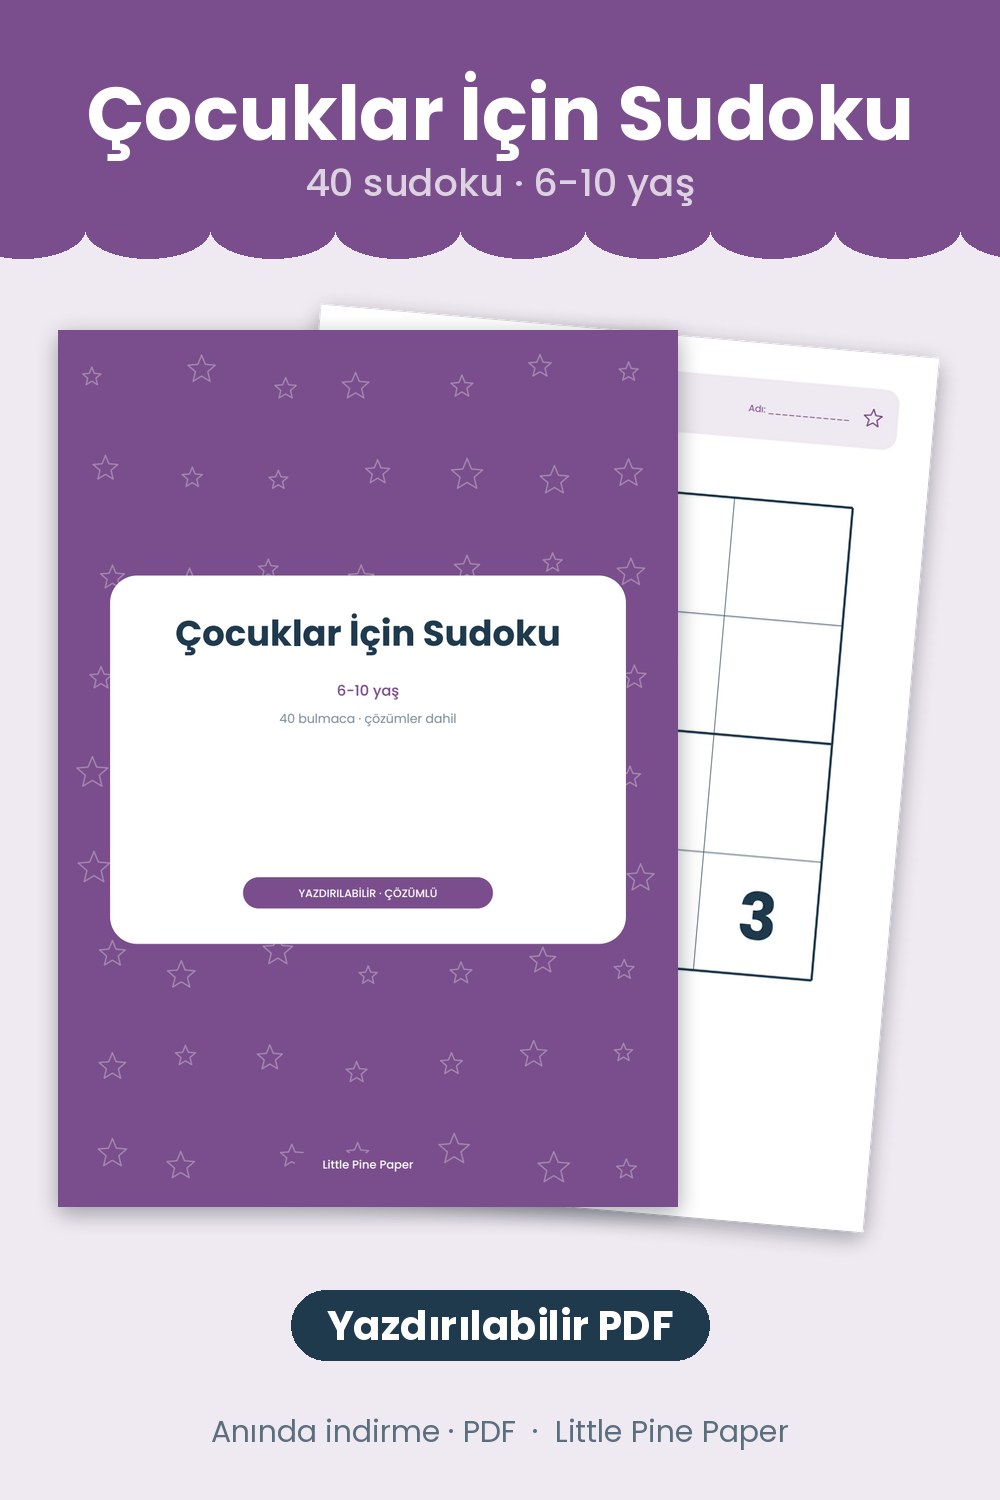 Çocuklar İçin Sudoku
40 sudoku · 6-10 yaş
Adı: ____________
Çocuklar İçin Sudoku
6-10 yaş
40 bulmaca · çözümler dahil
YAZDIRILABİLİR · ÇÖZÜMLÜ
3
Little Pine Paper
Yazdırılabilir PDF
Anında indirme · PDF · Little Pine Paper